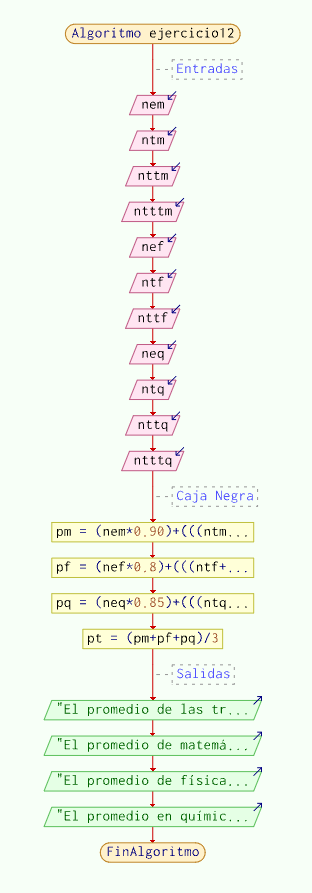 Algoritmo ejercicio12
Entradas
nem
ntm
nttm
ntttm
nef
ntf
nttf
neq
ntq
nttq
ntttq
Caja Negra
pm = (nem*0.90)+(((ntm...
pf = (nef*0.8)+(((ntf+...
pq = (neq*0.85)+(((ntq...
pt = (pm+pf+pq)/3
Salidas
"El promedio de las tr...
"El promedio de matemá...
"El promedio de física...
"El promedio en químic...
FinAlgoritmo